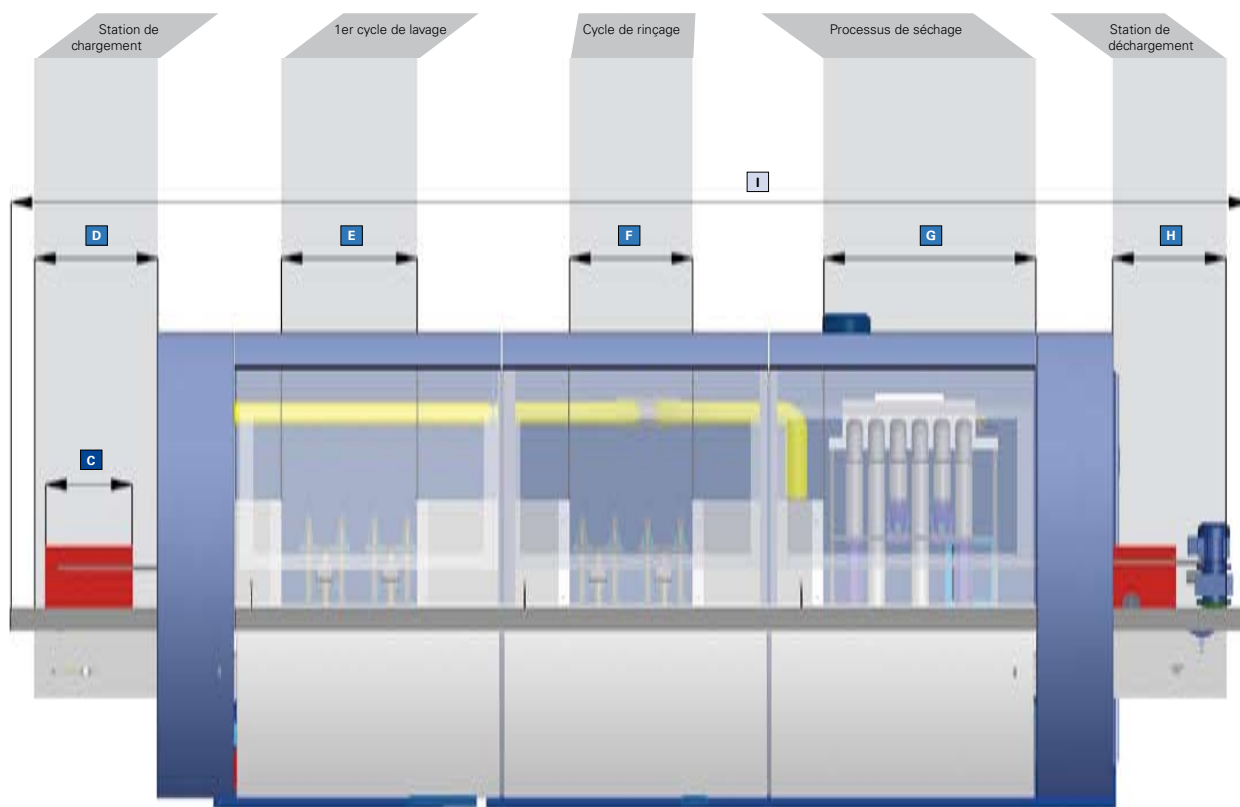 Station de
chargement
1er cycle de lavage
Cycle de rinçage
Processus de séchage
Station de
déchargement
I
D
E
F
G
H
C